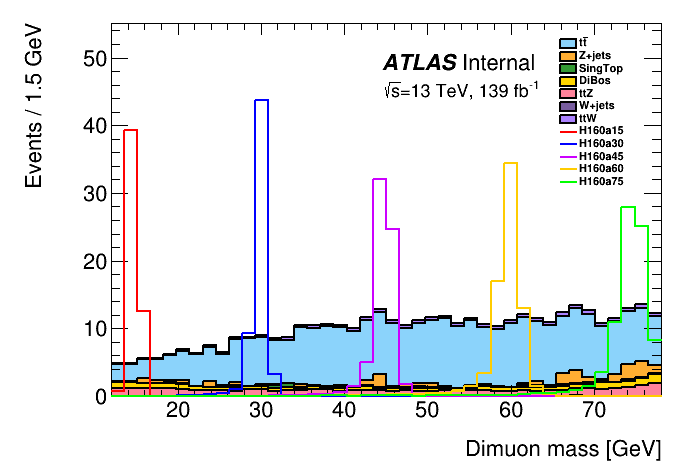 Events / 1.5 GeV
50
40
30
20
10
0
ATLAS Internal
√s=13 TeV, 139 fb⁻¹
tt̄
Z+jets
SingTop
DiBos
ttZ
W+jets
ttW
H160a15
H160a30
H160a45
H160a60
H160a75
20 30 40 50 60 70
Dimuon mass [GeV]